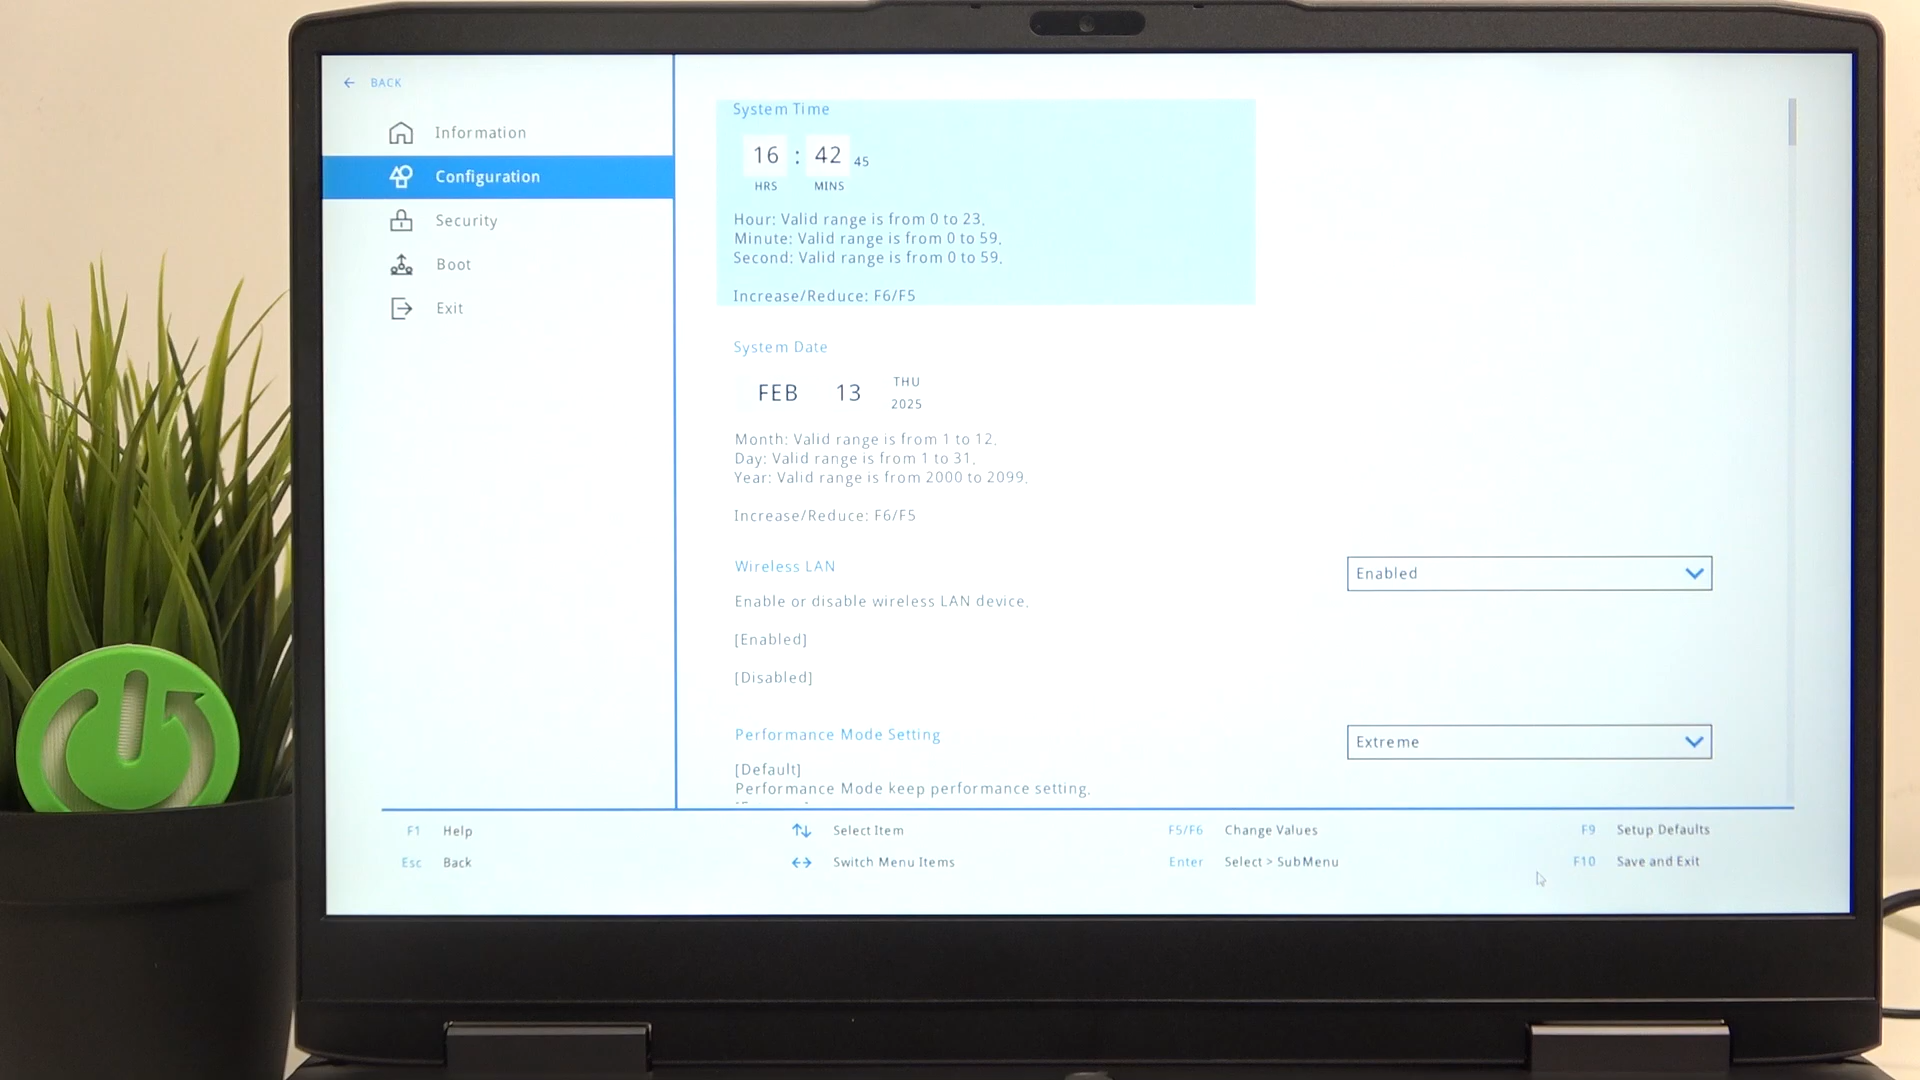 BACK
Information
Configuration
Security
Boot
Exit
System Time
16 : 42 45
HRS MINS
Hour: Valid range is from 0 to 23.
Minute: Valid range is from 0 to 59.
Second: Valid range is from 0 to 59.
Increase/Reduce: F6/F5
System Date
FEB 13 THU
2025
Month: Valid range is from 1 to 12.
Day: Valid range is from 1 to 31.
Year: Valid range is from 2000 to 2099.
Increase/Reduce: F6/F5
Wireless LAN
Enabled
Enable or disable wireless LAN device.
[Enabled]
[Disabled]
Performance Mode Setting
Extreme
[Default]
Performance Mode keep performance setting.
F1 Help
Select Item
F5/F6 Change Values
F9 Setup Defaults
Esc Back
Switch Menu Items
Enter Select > SubMenu
F10 Save and Exit